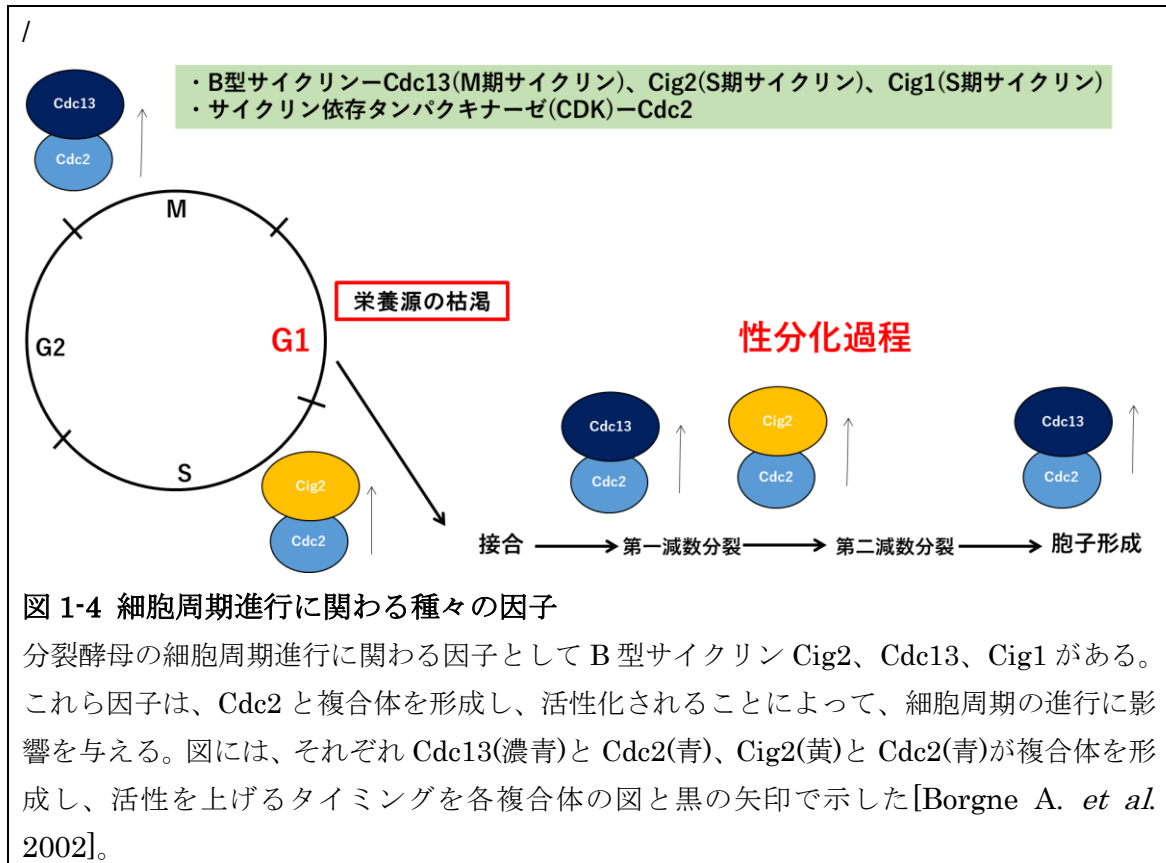 /
・B型サイクリンーCdc13(M期サイクリン)、Cig2(S期サイクリン)、Cig1(S期サイクリン)
・サイクリン依存タンパクキナーゼ(CDK)ーCdc2
Cdc13
Cdc2
M
栄養源の枯渇
G2
G1
性分化過程
S
Cig2
Cdc2
Cdc13
Cdc2
Cig2
Cdc2
Cdc13
Cdc2
接合
第一減数分裂
第二減数分裂
胞子形成
図 1-4 細胞周期進行に関わる種々の因子
分裂酵母の細胞周期進行に関わる因子として B 型サイクリン Cig2、Cdc13、Cig1 がある。
これら因子は、Cdc2 と複合体を形成し、活性化されることによって、細胞周期の進行に影
響を与える。図には、それぞれ Cdc13(濃青)と Cdc2(青)、Cig2(黄)と Cdc2(青)が複合体を形
成し、活性を上げるタイミングを各複合体の図と黒の矢印で示した[Borgne A. et al.
2002]。